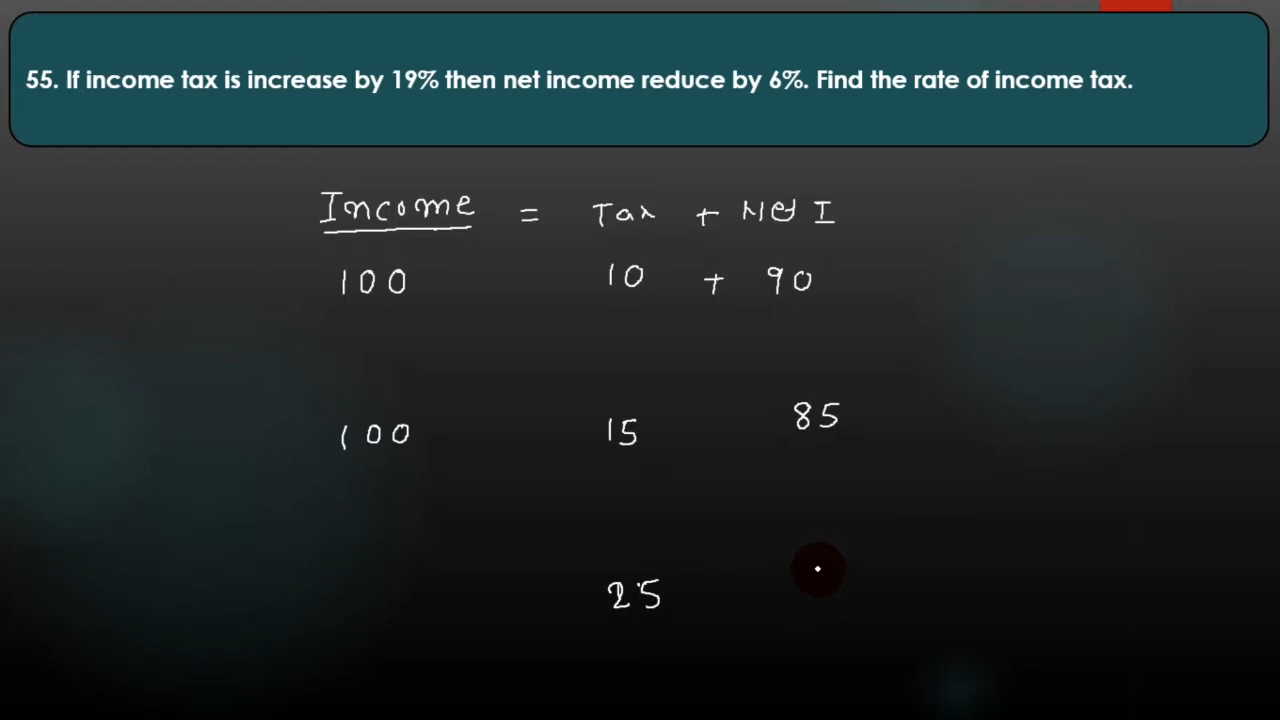 55. If income tax is increase by 19% then net income reduce by 6%. Find the rate of income tax.
Income = Tax + Net I
100 10 + 90
100 15 85
25